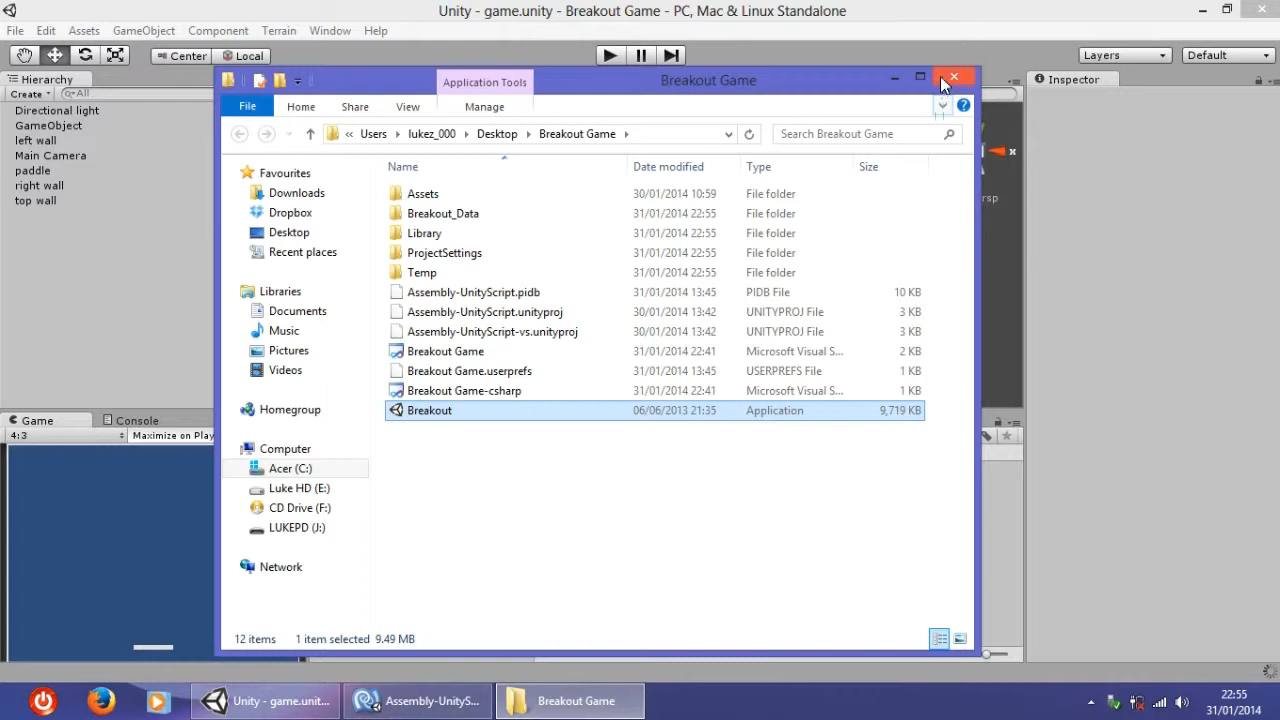 Unity - game.unity - Breakout Game - PC, Mac & Linux Standalone
File Edit Assets GameObject Component Terrain Window Help
Center Local Layers Default
Hierarchy
Create All
Directional light
GameObject
left wall
Main Camera
paddle
right wall
top wall
Inspector
x
Game Console
4:3 Maximize on Play
Application Tools Breakout Game
File Home Share View Manage
« Users lukez_000 Desktop Breakout Game Search Breakout Game
Name Date modified Type Size
Favourites
Downloads
Dropbox
Desktop
Recent places
Libraries
Documents
Music
Pictures
Videos
Homegroup
Computer
Acer (C:)
Luke HD (E:)
CD Drive (F:)
LUKEPD (J:)
Network
Assets 30/01/2014 10:59 File folder
Breakout_Data 31/01/2014 22:55 File folder
Library 31/01/2014 22:55 File folder
ProjectSettings 31/01/2014 22:55 File folder
Temp 31/01/2014 22:55 File folder
Assembly-UnityScript.pidb 31/01/2014 13:45 PIDB File 10 KB
Assembly-UnityScript.unityproj 30/01/2014 13:42 UNITYPROJ File 3 KB
Assembly-UnityScript-vs.unityproj 30/01/2014 13:42 UNITYPROJ File 3 KB
Breakout Game 31/01/2014 22:41 Microsoft Visual S... 2 KB
Breakout Game.userprefs 31/01/2014 13:45 USERPREFS File 1 KB
Breakout Game-csharp 31/01/2014 22:41 Microsoft Visual S... 1 KB
Breakout 06/06/2013 21:35 Application 9,719 KB
12 items 1 item selected 9.49 MB
Unity - game.unit... Assembly-UnityS... Breakout Game
22:55
31/01/2014